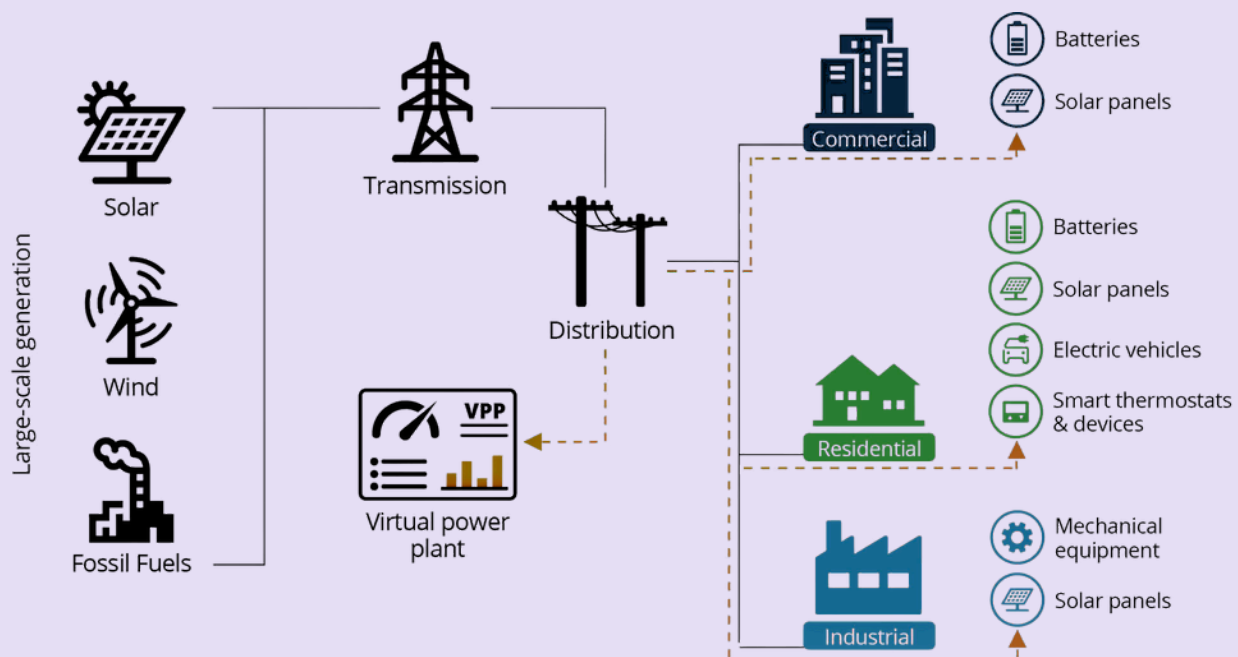 Large-scale generation
Solar
Wind
Fossil Fuels
Transmission
Distribution
VPP
Virtual power
plant
Commercial
Batteries
Solar panels
Residential
Batteries
Solar panels
Electric vehicles
Smart thermostats
& devices
Industrial
Mechanical
equipment
Solar panels